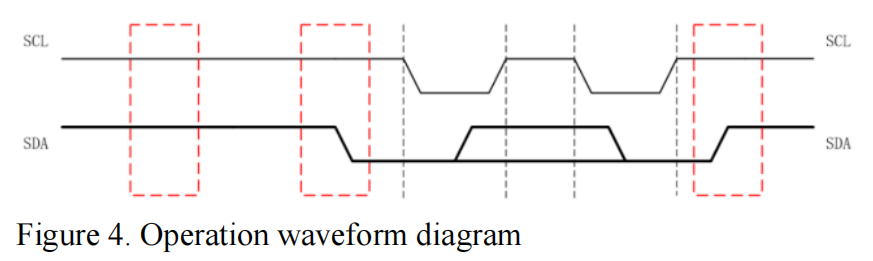 SCL SCL
SDA SDA
Figure 4. Operation waveform diagram